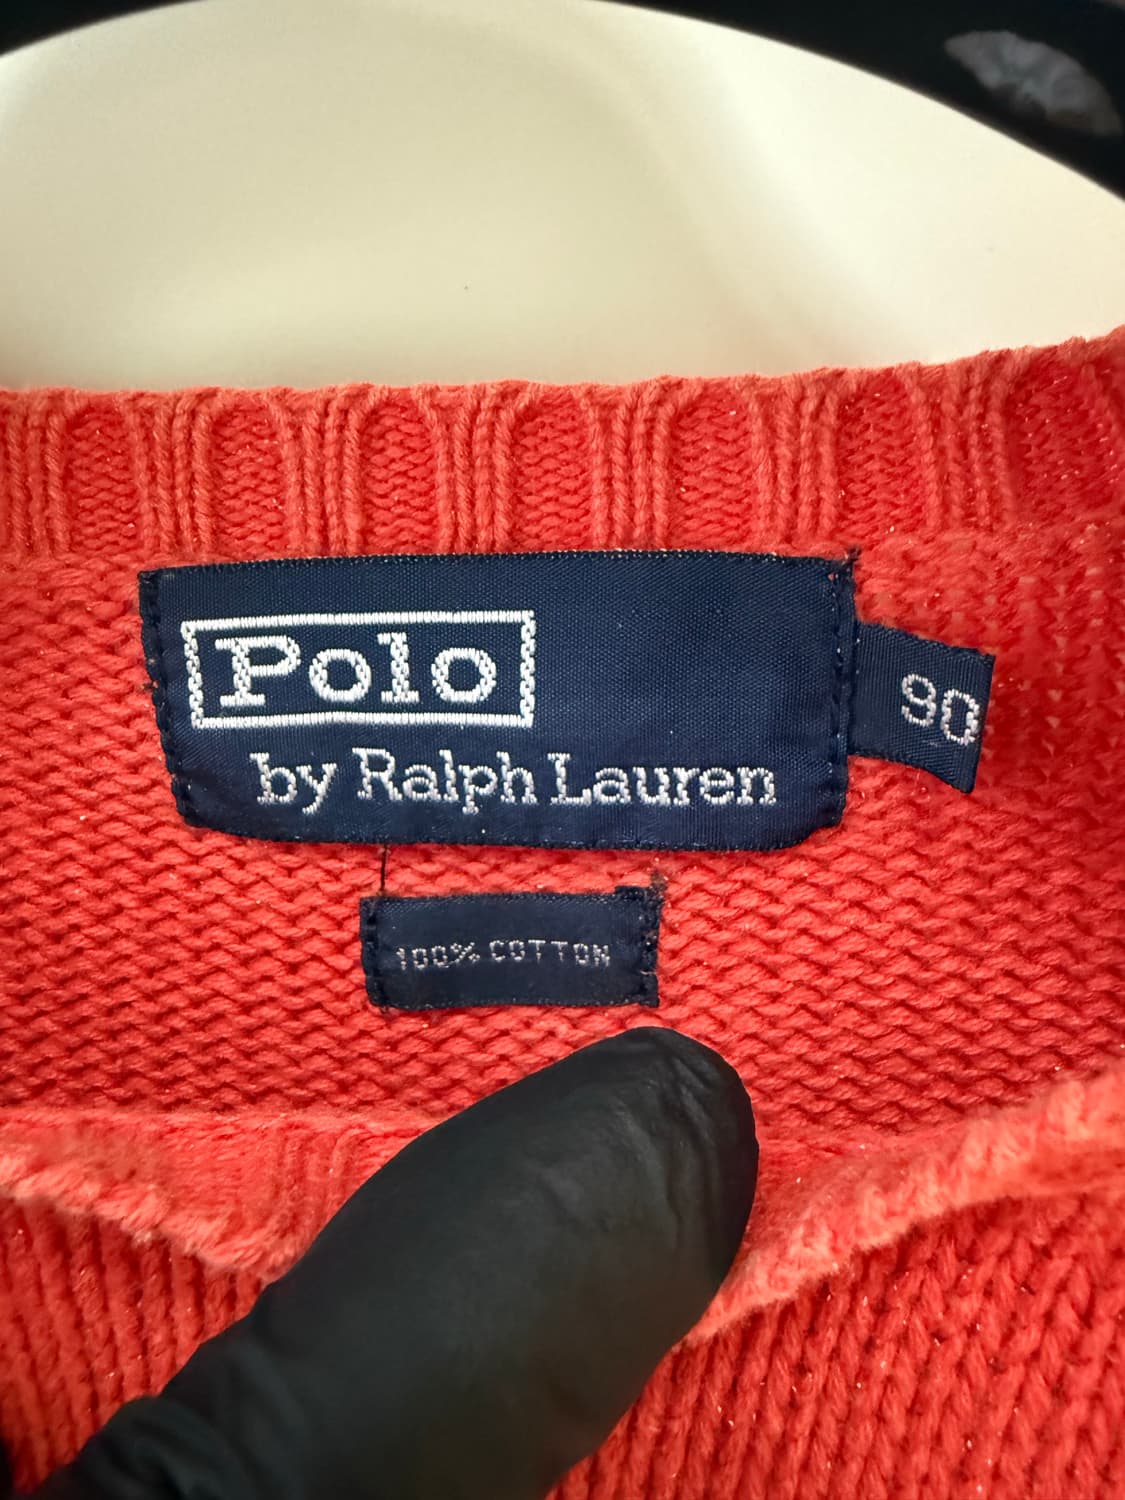 Polo
by Ralph Lauren
90
100% COTTON